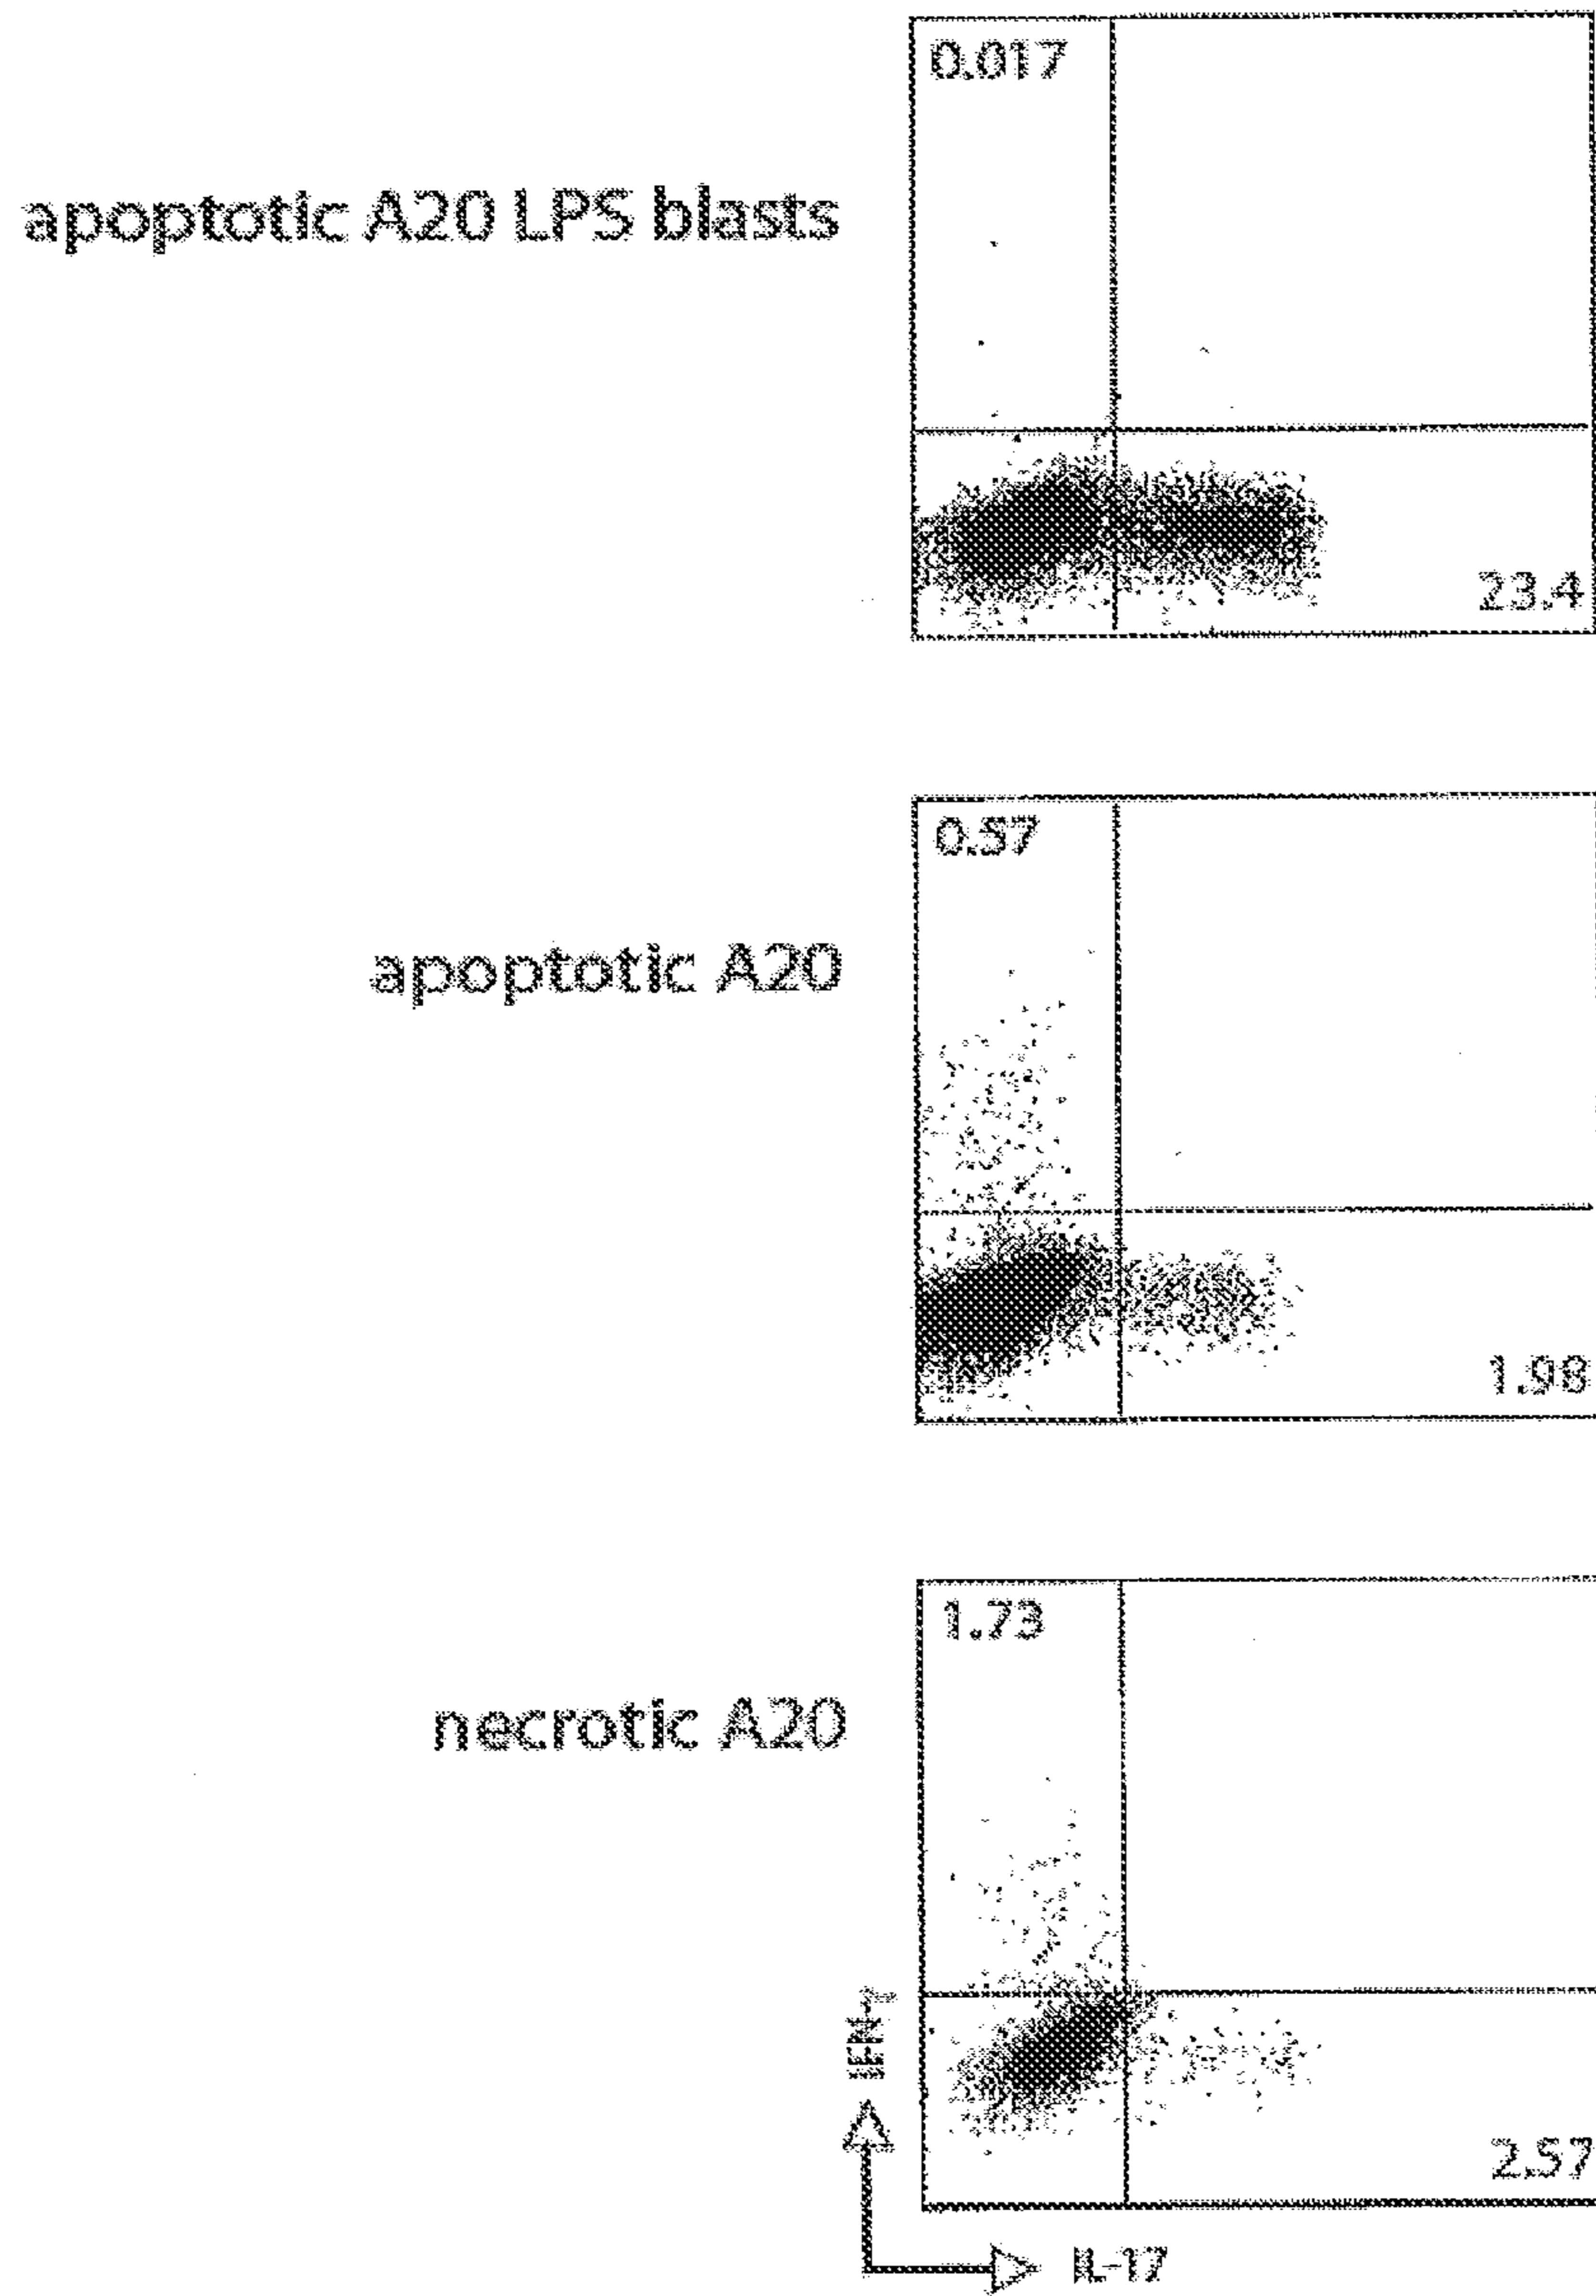 0.017
apoptotic A20 LPS blasts
23.4
0.57
apoptotic A20
1.98
1.73
necrotic A20
IFN-γ
2.57
IL-17